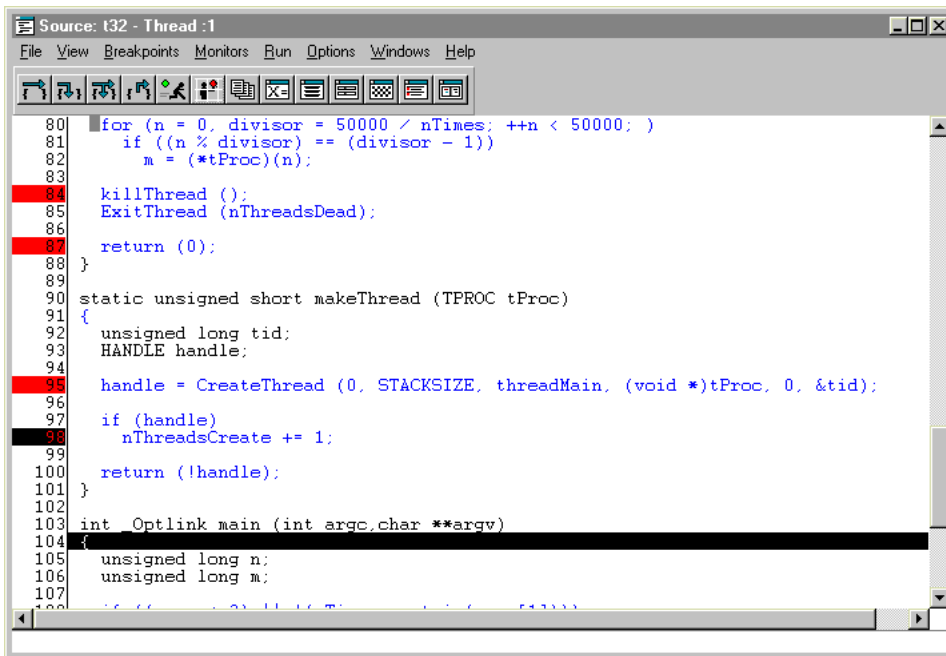 Source: t32 - Thread :1
File View Breakpoints Monitors Run Options Windows Help
80 for (n = 0, divisor = 50000 / nTimes; ++n < 50000; )
81 if ((n % divisor) == (divisor - 1))
82 m = (*tProc)(n);
83
84 killThread ();
85 ExitThread (nThreadsDead);
86
87 return (0);
88 }
89
90 static unsigned short makeThread (TPROC tProc)
91 {
92 unsigned long tid;
93 HANDLE handle;
94
95 handle = CreateThread (0, STACKSIZE, threadMain, (void *)tProc, 0, &tid);
96
97 if (handle)
98 nThreadsCreate += 1;
99
100 return (!handle);
101 }
102
103 int _Optlink main (int argc,char **argv)
104 {
105 unsigned long n;
106 unsigned long m;
107